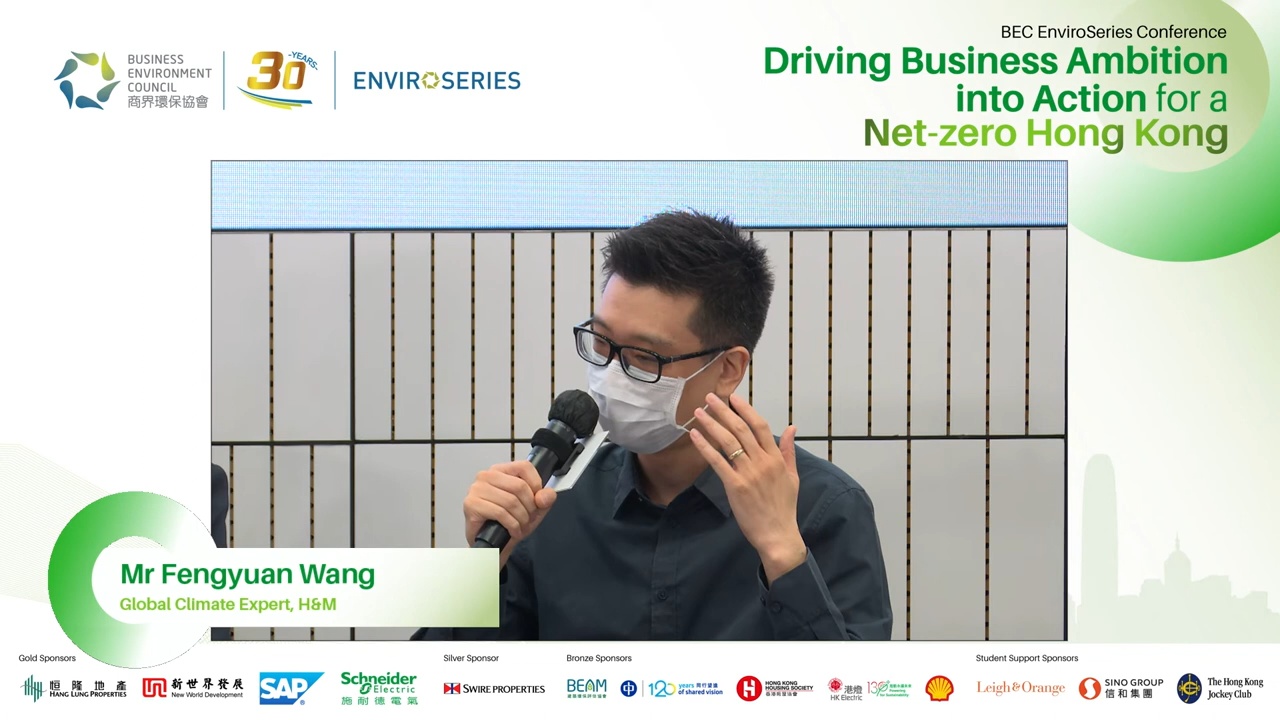 BUSINESS
ENVIRONMENT
COUNCIL
商界環保協會
30
-YEARS-
ENVIROSERIES
BEC EnviroSeries Conference
Driving Business Ambition
into Action for a
Net-zero Hong Kong
Mr Fengyuan Wang
Global Climate Expert, H&M
Gold Sponsors
恒隆地產
HANG LUNG PROPERTIES
新世界發展
New World Development
SAP
Schneider
Electric
施耐德電氣
Silver Sponsor
SWIRE PROPERTIES
Bronze Sponsors
BEAM
120 years
of shared vision
HONG KONG
HOUSING SOCIETY
香港房屋協會
港燈
HK Electric
130
Powering
for Sustainability
Student Support Sponsors
Leigh & Orange
SINO GROUP
信和集團
The Hong Kong
Jockey Club